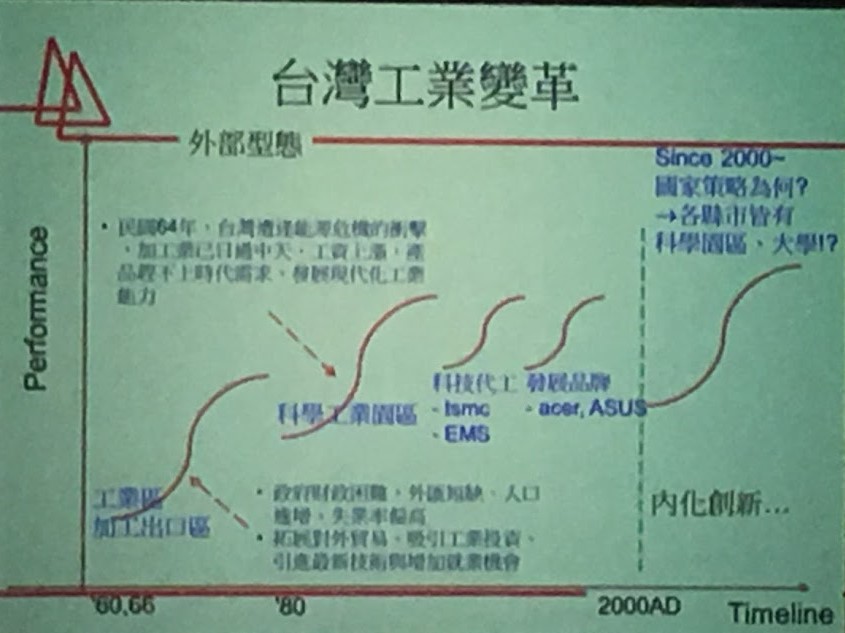 台灣工業變革
外部型態
Since 2000~
國家策略為何?
→各縣市皆有
科學園區、大學!?
Performance
• 民國64年，台灣遭逢能源危機的衝擊
，加工業已日過中天，工資上漲，產
品趕不上時代需求、發展現代化工業
能力
科技代工
- tsmc
- EMS
發展品牌
- acer, ASUS
科學工業園區
工業區
加工出口區
• 政府財政困難，外匯短缺、人口
遽增，失業率偏高
• 拓展對外貿易、吸引工業投資、
引進最新技術與增加就業機會
內化創新...
'60,66
'80
2000AD
Timeline